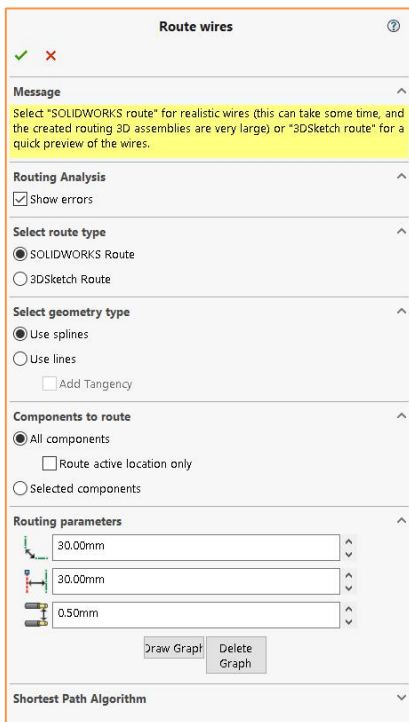 Route wires
Message
Select "SOLIDWORKS route" for realistic wires (this can take some time, and
the created routing 3D assemblies are very large) or "3DSketch route" for a
quick preview of the wires.
Routing Analysis
Show errors
Select route type
SOLIDWORKS Route
3DSketch Route
Select geometry type
Use splines
Use lines
Add Tangency
Components to route
All components
Route active location only
Selected components
Routing parameters
30.00mm
30.00mm
0.50mm
Draw Graph
Delete
Graph
Shortest Path Algorithm